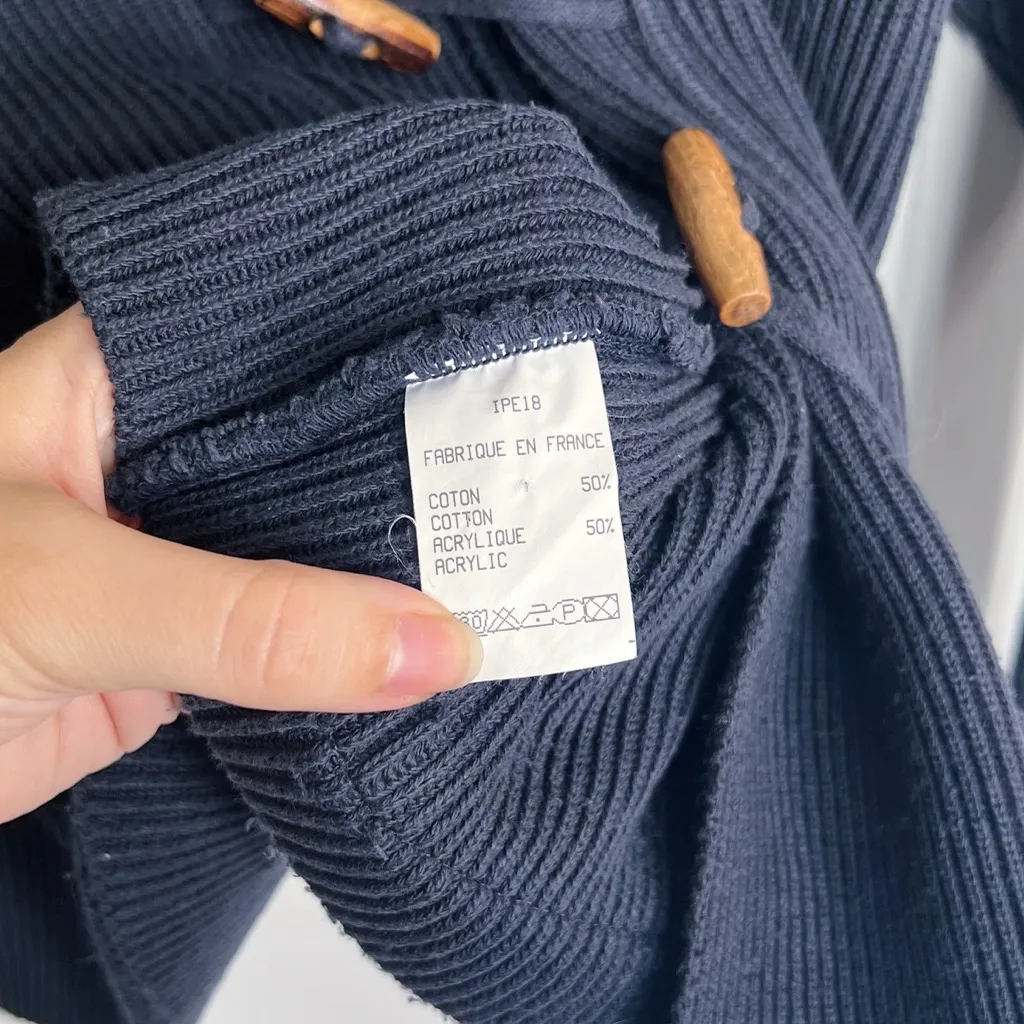 IPE18
FABRIQUE EN FRANCE
COTON 50%
COTTON
ACRYLIQUE 50%
ACRYLIC
P